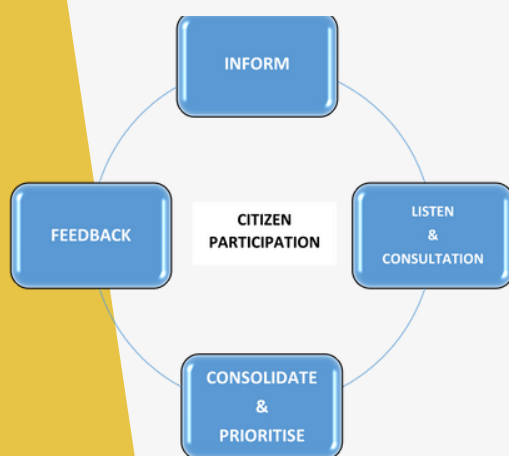 INFORM
LISTEN
&
CONSULTATION
CITIZEN
PARTICIPATION
FEEDBACK
CONSOLIDATE
&
PRIORITISE